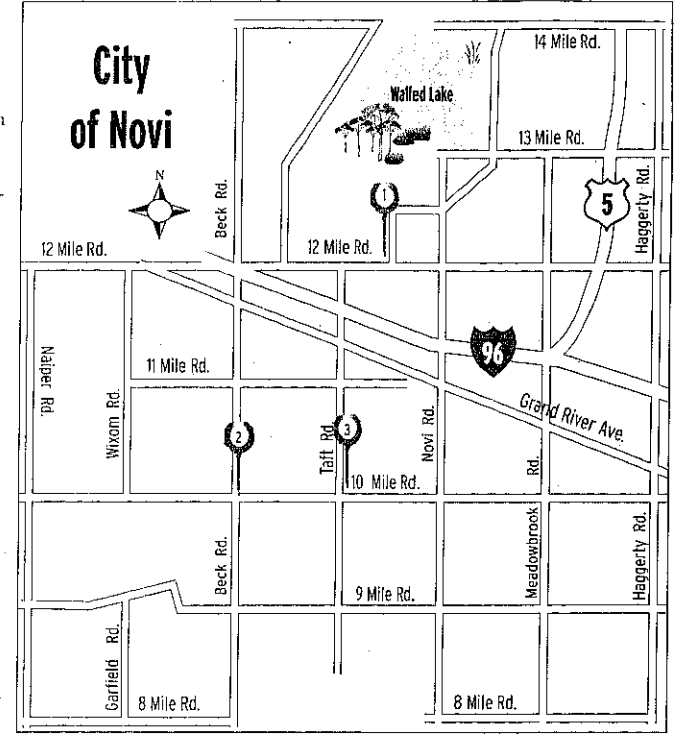 City
of Novi
14 Mile Rd.
Walled Lake
13 Mile Rd.
N
Beck Rd.
1
5
Haggerty Rd.
12 Mile Rd.
12 Mile Rd.
96
Naiper Rd.
11 Mile Rd.
Wixom Rd.
Grand River Ave.
2
Taft Rd
3
Novi Rd.
Rd.
10 Mile Rd.
Beck Rd.
Meadowbrook
Haggerty Rd.
9 Mile Rd.
Garfield Rd.
8 Mile Rd.
8 Mile Rd.